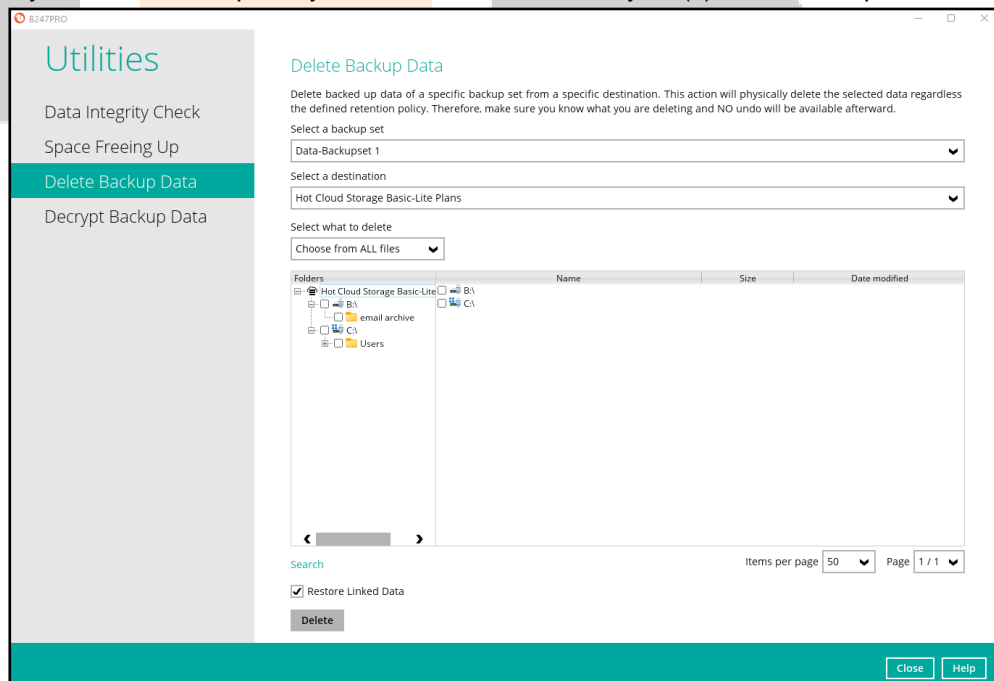 B247PRO
Utilities
Data Integrity Check
Space Freeing Up
Delete Backup Data
Decrypt Backup Data
Delete Backup Data
Delete backed up data of a specific backup set from a specific destination. This action will physically delete the selected data regardless
the defined retention policy. Therefore, make sure you know what you are deleting and NO undo will be available afterward.
Select a backup set
Data-Backupset 1
Select a destination
Hot Cloud Storage Basic-Lite Plans
Select what to delete
Choose from ALL files
Folders Name Size Date modified
Hot Cloud Storage Basic-Lite B:\
B:\ C:\
email archive
C:\
Users
Search Items per page 50 Page 1 / 1
Restore Linked Data
Delete
Close Help